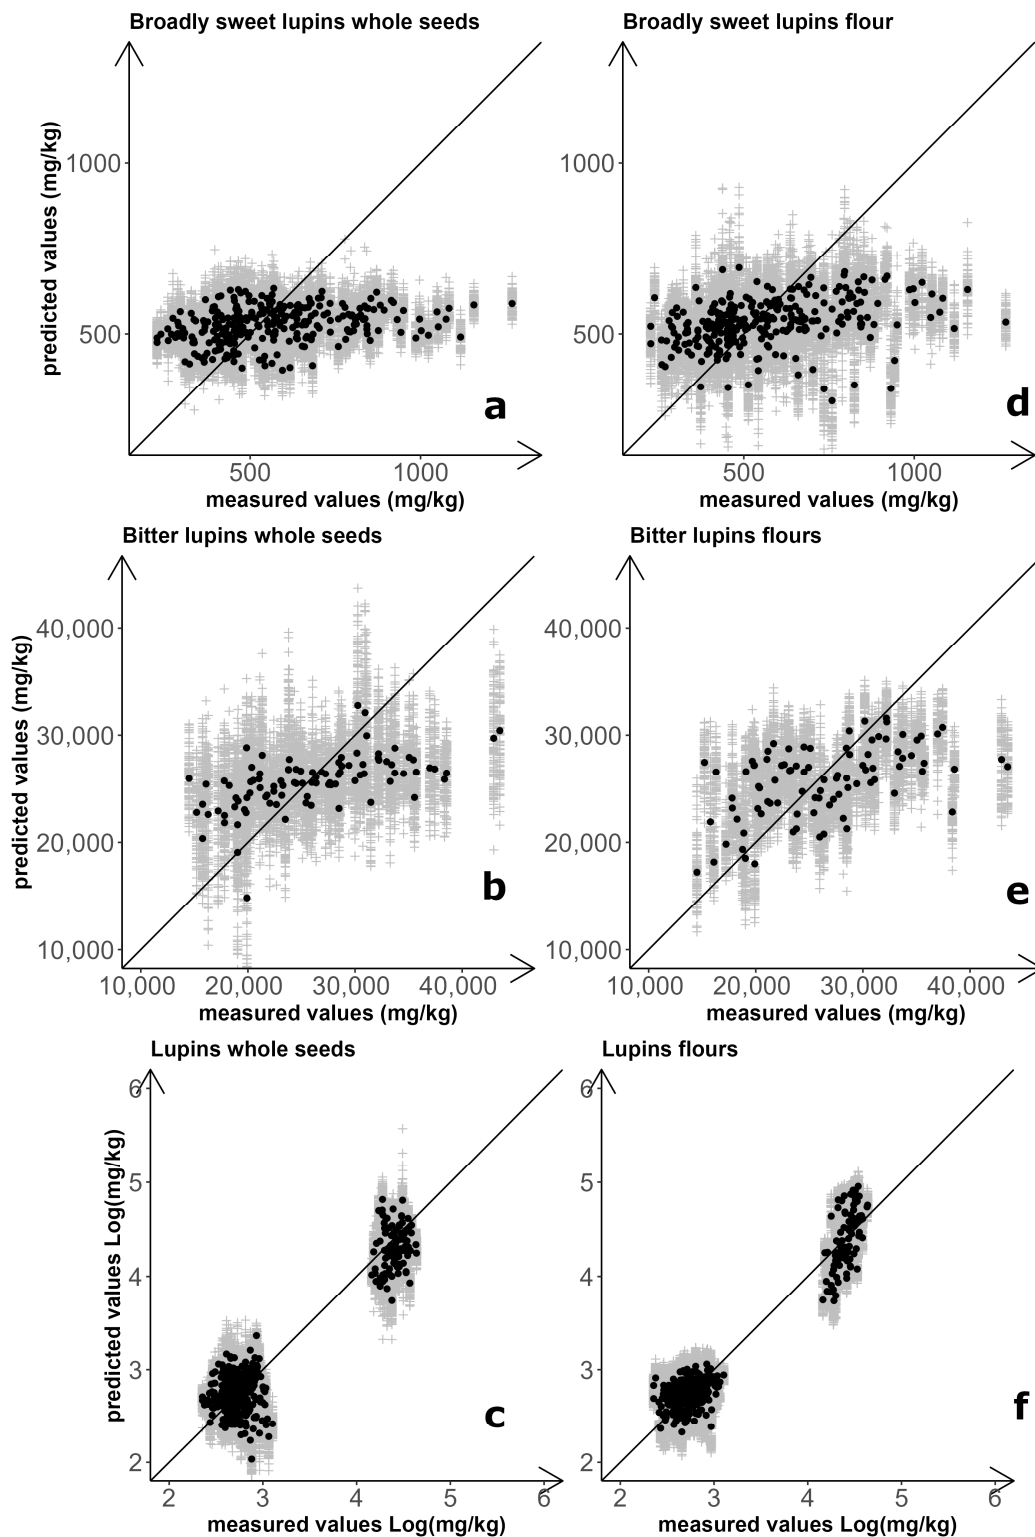 Broadly sweet lupins whole seeds
predicted values (mg/kg)
1000
500
a
500 1000
measured values (mg/kg)
Broadly sweet lupins flour
1000
500
d
500 1000
measured values (mg/kg)
Bitter lupins whole seeds
predicted values (mg/kg)
40,000
30,000
20,000
10,000
b
10,000 20,000 30,000 40,000
measured values (mg/kg)
Bitter lupins flours
40,000
30,000
20,000
10,000
e
10,000 20,000 30,000 40,000
measured values (mg/kg)
Lupins whole seeds
predicted values Log(mg/kg)
6
5
4
3
2
c
2 3 4 5 6
measured values Log(mg/kg)
Lupins flours
6
5
4
3
2
f
2 3 4 5 6
measured values Log(mg/kg)